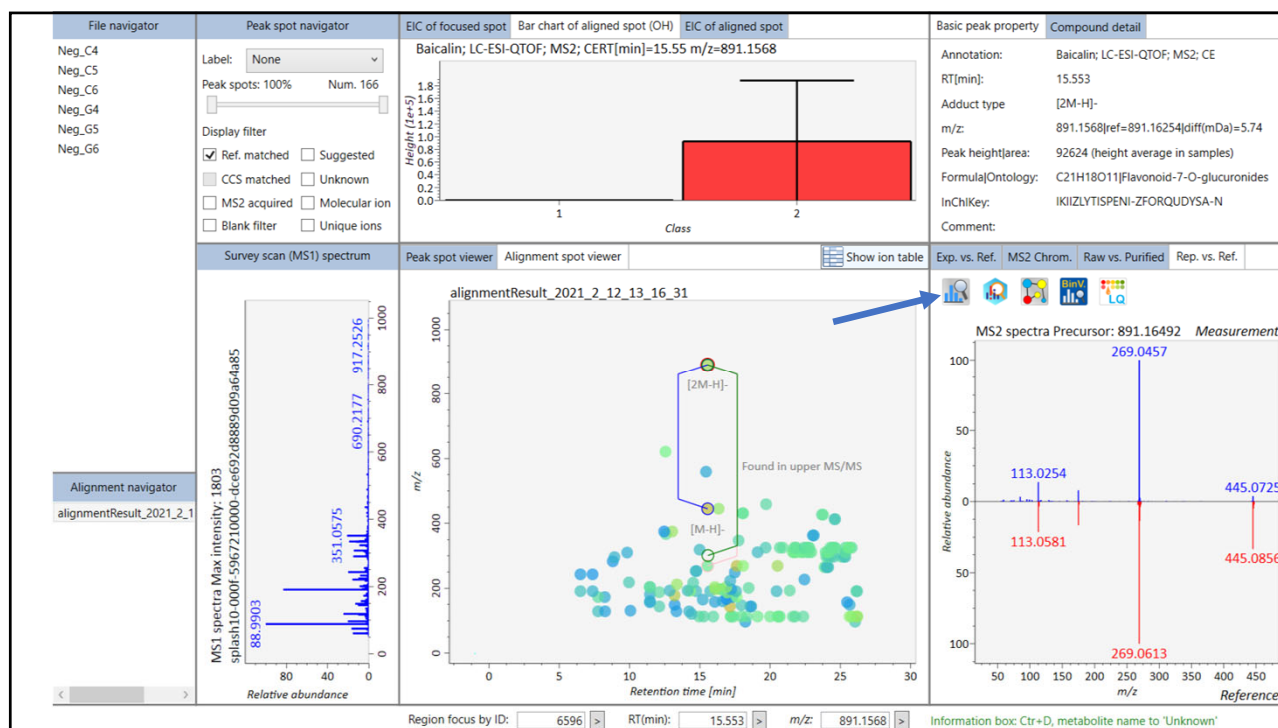 File navigator
Neg_C4
Neg_C5
Neg_C6
Neg_G4
Neg_G5
Neg_G6
Alignment navigator
alignmentResult_2021_2_1
Peak spot navigator
Label: None
Peak spots: 100% Num. 166
Display filter
Ref. matched Suggested
CCS matched Unknown
MS2 acquired Molecular ion
Blank filter Unique ions
Survey scan (MS1) spectrum
MS1 spectra Max intensity: 1803
splash10-000f-5967210000-dce692d8889d09a64a85
88.9903
351.0575
690.2177
917.2526
0
200
400
600
800
1000
m/z
80 40 0
Relative abundance
EIC of focused spot Bar chart of aligned spot (OH) EIC of aligned spot
Baicalin; LC-ESI-QTOF; MS2; CERT[min]=15.55 m/z=891.1568
Height (1e+5)
1.8
1.6
1.4
1.2
1.0
0.8
0.6
0.4
0.2
0.0
1 2
Class
Peak spot viewer Alignment spot viewer Show ion table
alignmentResult_2021_2_12_13_16_31
m/z
1000
800
600
400
200
0
[2M-H]-
Found in upper MS/MS
[M-H]-
0 5 10 15 20 25 30
Retention time [min]
Basic peak property Compound detail
Annotation: Baicalin; LC-ESI-QTOF; MS2; CE
RT[min]: 15.553
Adduct type [2M-H]-
m/z: 891.1568|ref=891.16254|diff(mDa)=5.74
Peak height|area: 92624 (height average in samples)
Formula|Ontology: C21H18O11|Flavonoid-7-O-glucuronides
InChIKey: IKIIZLYTISPENI-ZFORQUDYSA-N
Comment:
Exp. vs. Ref. MS2 Chrom. Raw vs. Purified Rep. vs. Ref.
BinV.
LQ
MS2 spectra Precursor: 891.16492 Measurement
Relative abundance
100
50
0
50
100
269.0457
113.0254
445.0725
113.0581
445.0856
269.0613
50 100 150 200 250 300 350 400 450
m/z Reference
Region focus by ID: 6596 > RT(min): 15.553 > m/z: 891.1568 > Information box: Ctr+D, metabolite name to 'Unknown'